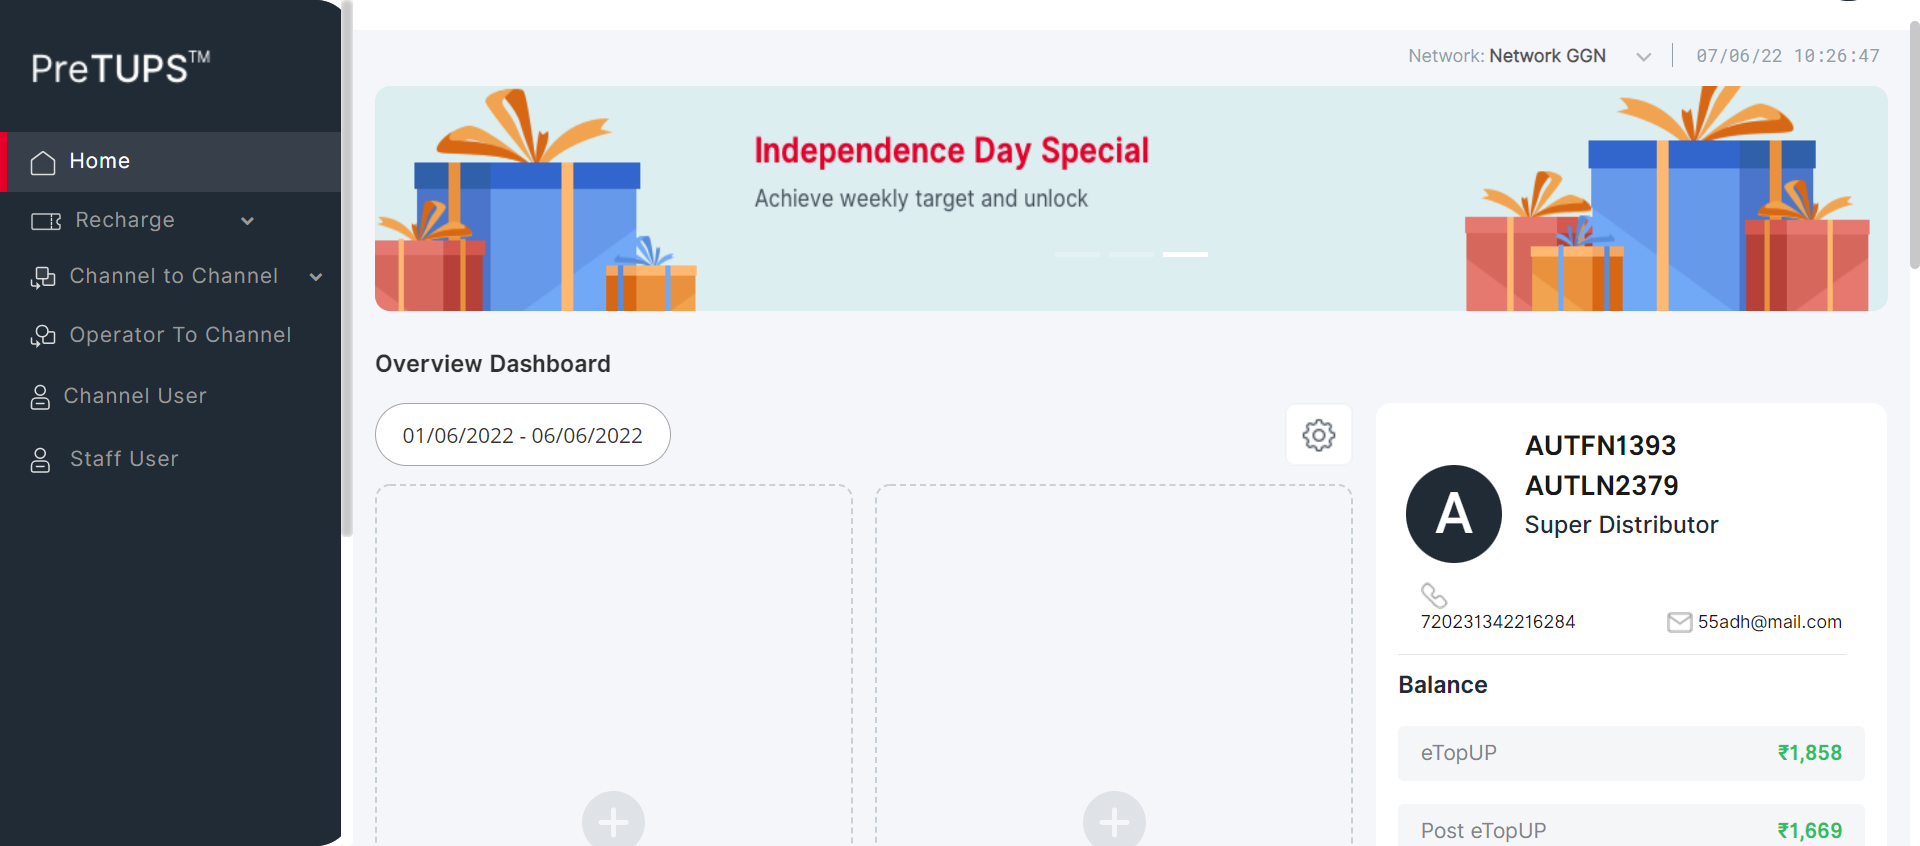 PreTUPS™
Home
Recharge
Channel to Channel
Operator To Channel
Channel User
Staff User
Network: Network GGN
07/06/22 10:26:47
Independence Day Special
Achieve weekly target and unlock
Overview Dashboard
01/06/2022 - 06/06/2022
A
AUTFN1393
AUTLN2379
Super Distributor
720231342216284
55adh@mail.com
Balance
eTopUP ₹1,858
Post eTopUP ₹1,669